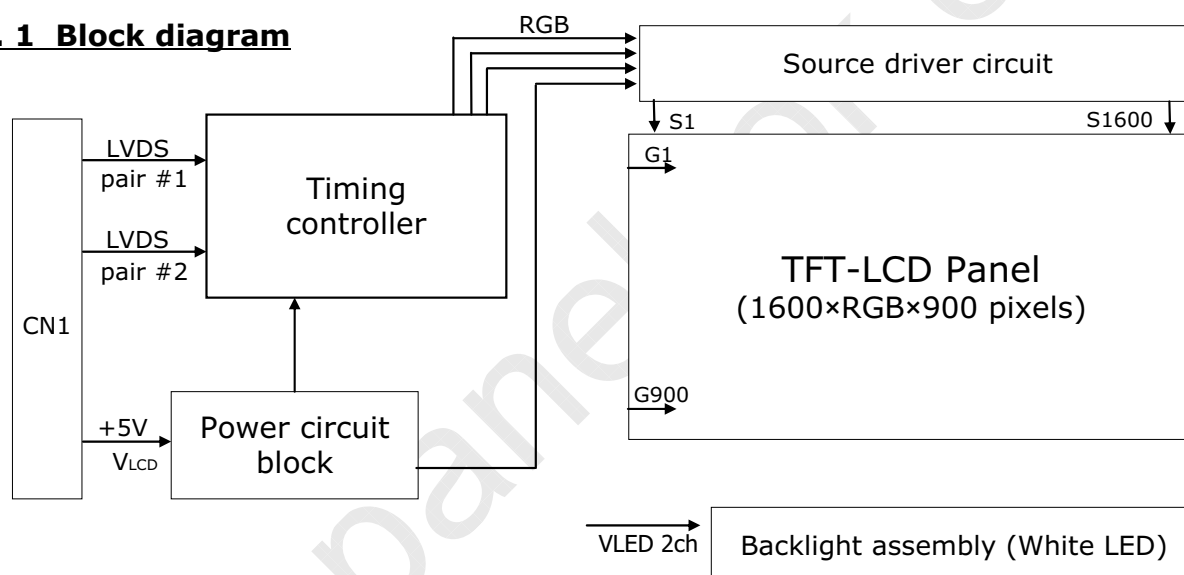 . 1 Block diagram
RGB
Source driver circuit
S1
S1600
LVDS
pair #1
Timing
controller
G1
LVDS
pair #2
TFT-LCD Panel
(1600×RGB×900 pixels)
CN1
G900
+5V
VLCD
Power circuit
block
VLED 2ch
Backlight assembly (White LED)
panel